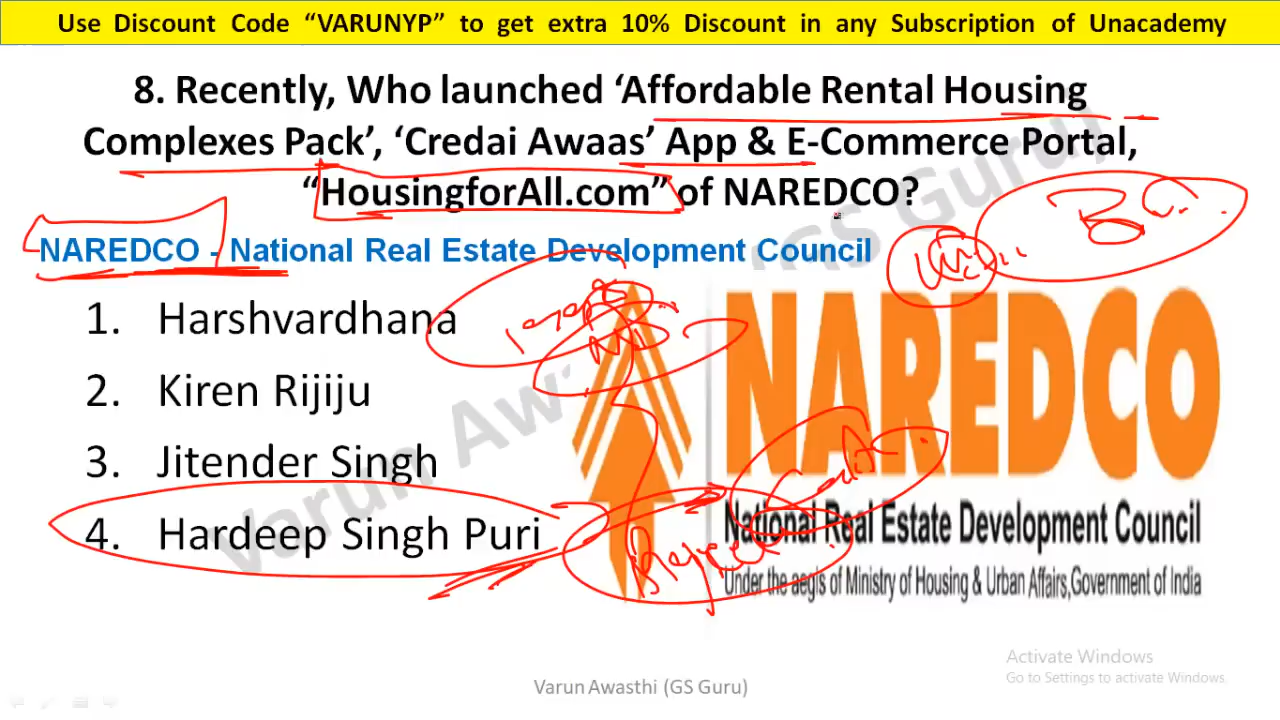 Use Discount Code “VARUNYP” to get extra 10% Discount in any Subscription of Unacademy
8. Recently, Who launched ‘Affordable Rental Housing
Complexes Pack’, ‘Credai Awaas’ App & E-Commerce Portal,
“HousingforAll.com” of NAREDCO?
NAREDCO - National Real Estate Development Council
1. Harshvardhana
2. Kiren Rijiju
3. Jitender Singh
4. Hardeep Singh Puri
NAREDCO
National Real Estate Development Council
Under the aegis of Ministry of Housing & Urban Affairs, Government of India
Activate Windows
Go to Settings to activate Windows.
Varun Awasthi (GS Guru)